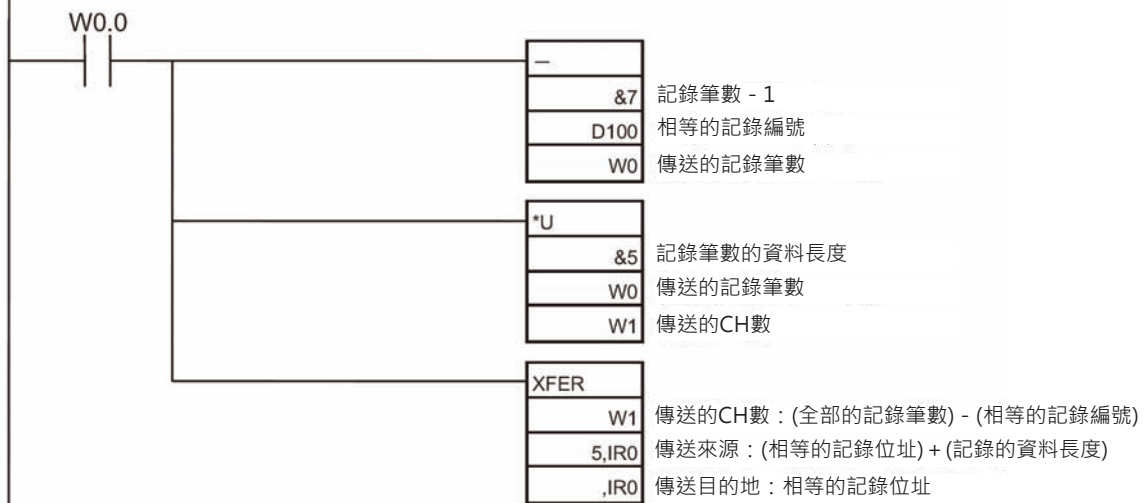 W0.0
—
&7 記錄筆數 - 1
D100 相等的記錄編號
W0 傳送的記錄筆數
*U
&5 記錄筆數的資料長度
W0 傳送的記錄筆數
W1 傳送的CH數
XFER
W1 傳送的CH數：(全部的記錄筆數) - (相等的記錄編號)
5,IR0 傳送來源：(相等的記錄位址) + (記錄的資料長度)
,IR0 傳送目的地：相等的記錄位址